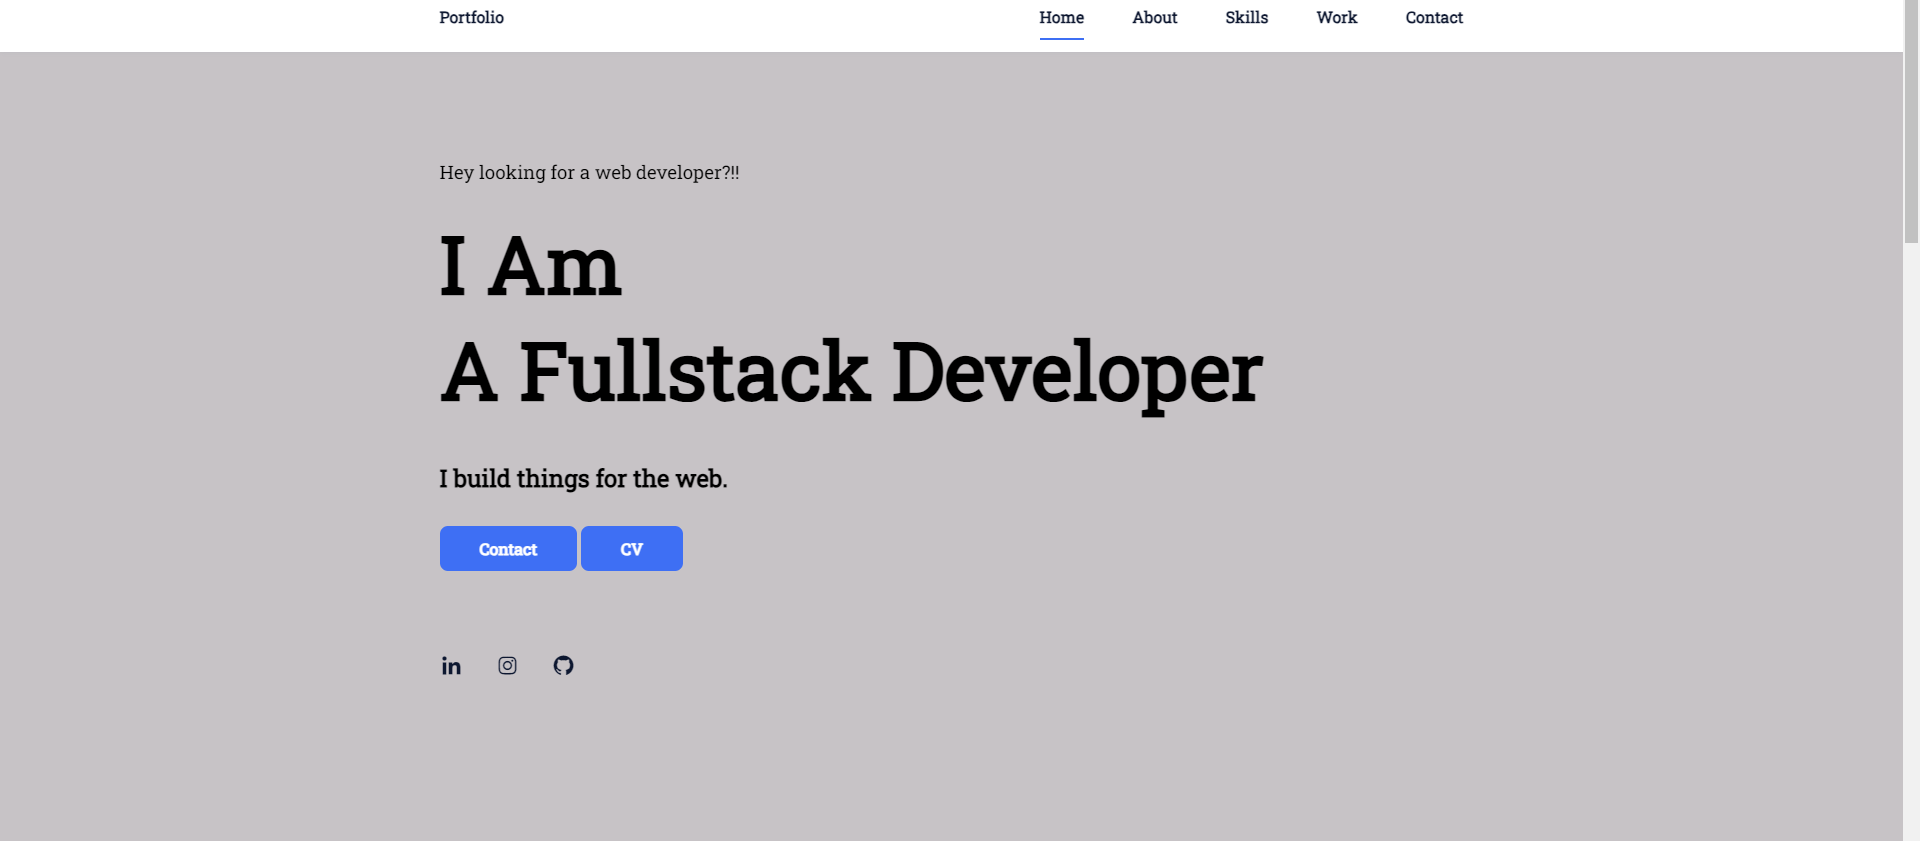 Portfolio Home About Skills Work Contact
Hey looking for a web developer?!!
I Am
A Fullstack Developer
I build things for the web.
Contact CV
in